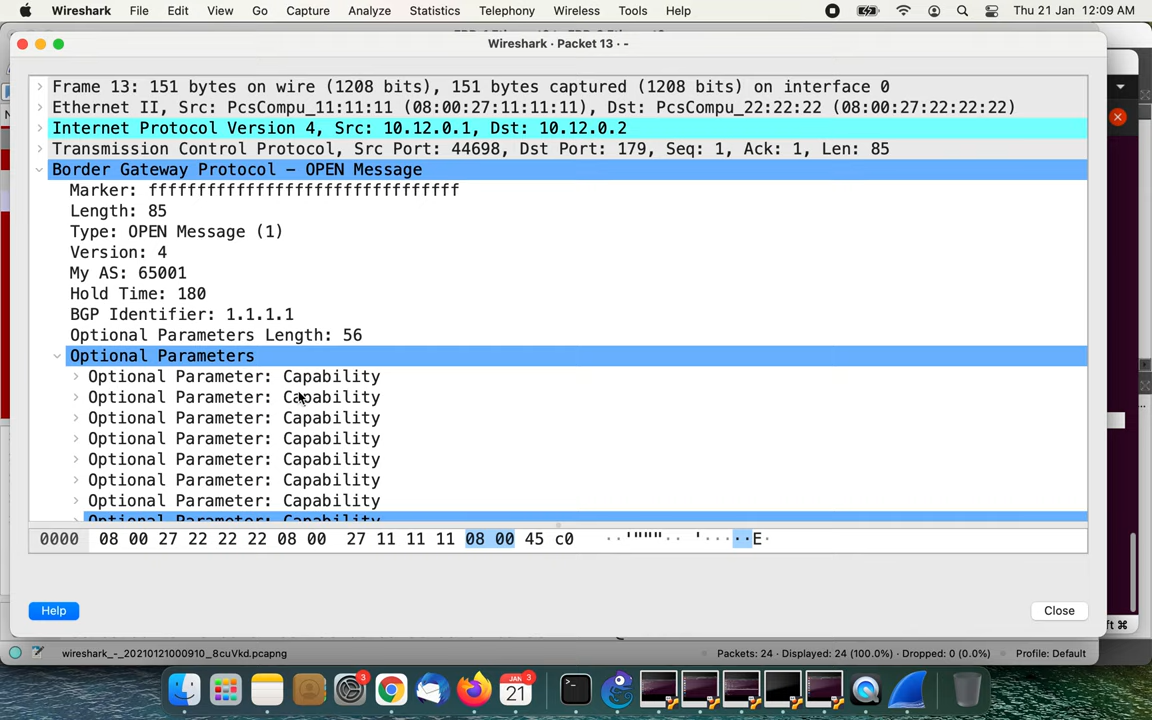 Wireshark File Edit View Go Capture Analyze Statistics Telephony Wireless Tools Help Thu 21 Jan 12:09 AM
Wireshark · Packet 13 · -
Frame 13: 151 bytes on wire (1208 bits), 151 bytes captured (1208 bits) on interface 0
Ethernet II, Src: PcsCompu_11:11:11 (08:00:27:11:11:11), Dst: PcsCompu_22:22:22 (08:00:27:22:22:22)
Internet Protocol Version 4, Src: 10.12.0.1, Dst: 10.12.0.2
Transmission Control Protocol, Src Port: 44698, Dst Port: 179, Seq: 1, Ack: 1, Len: 85
Border Gateway Protocol – OPEN Message
Marker: ffffffffffffffffffffffffffffffff
Length: 85
Type: OPEN Message (1)
Version: 4
My AS: 65001
Hold Time: 180
BGP Identifier: 1.1.1.1
Optional Parameters Length: 56
Optional Parameters
Optional Parameter: Capability
Optional Parameter: Capability
Optional Parameter: Capability
Optional Parameter: Capability
Optional Parameter: Capability
Optional Parameter: Capability
Optional Parameter: Capability
Optional Parameter: Capability
0000 08 00 27 22 22 22 08 00 27 11 11 11 08 00 45 c0 ··'"""·· '·····E·
Help Close
ft ⌘
wireshark_-_20210121000910_8cuVkd.pcapng Packets: 24 · Displayed: 24 (100.0%) · Dropped: 0 (0.0%) Profile: Default
3 3
JAN
21